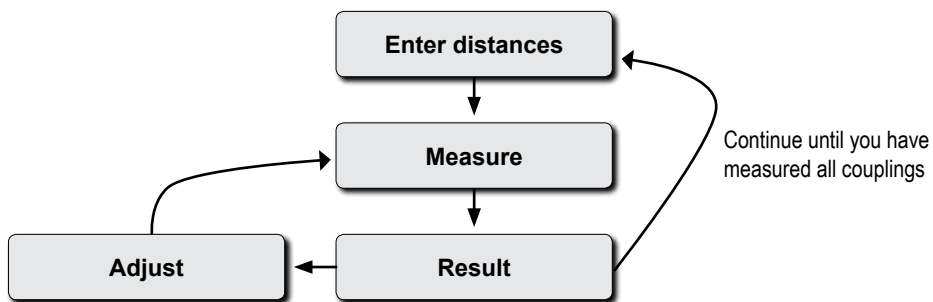 Enter distances
Measure
Continue until you have
measured all couplings
Adjust
Result